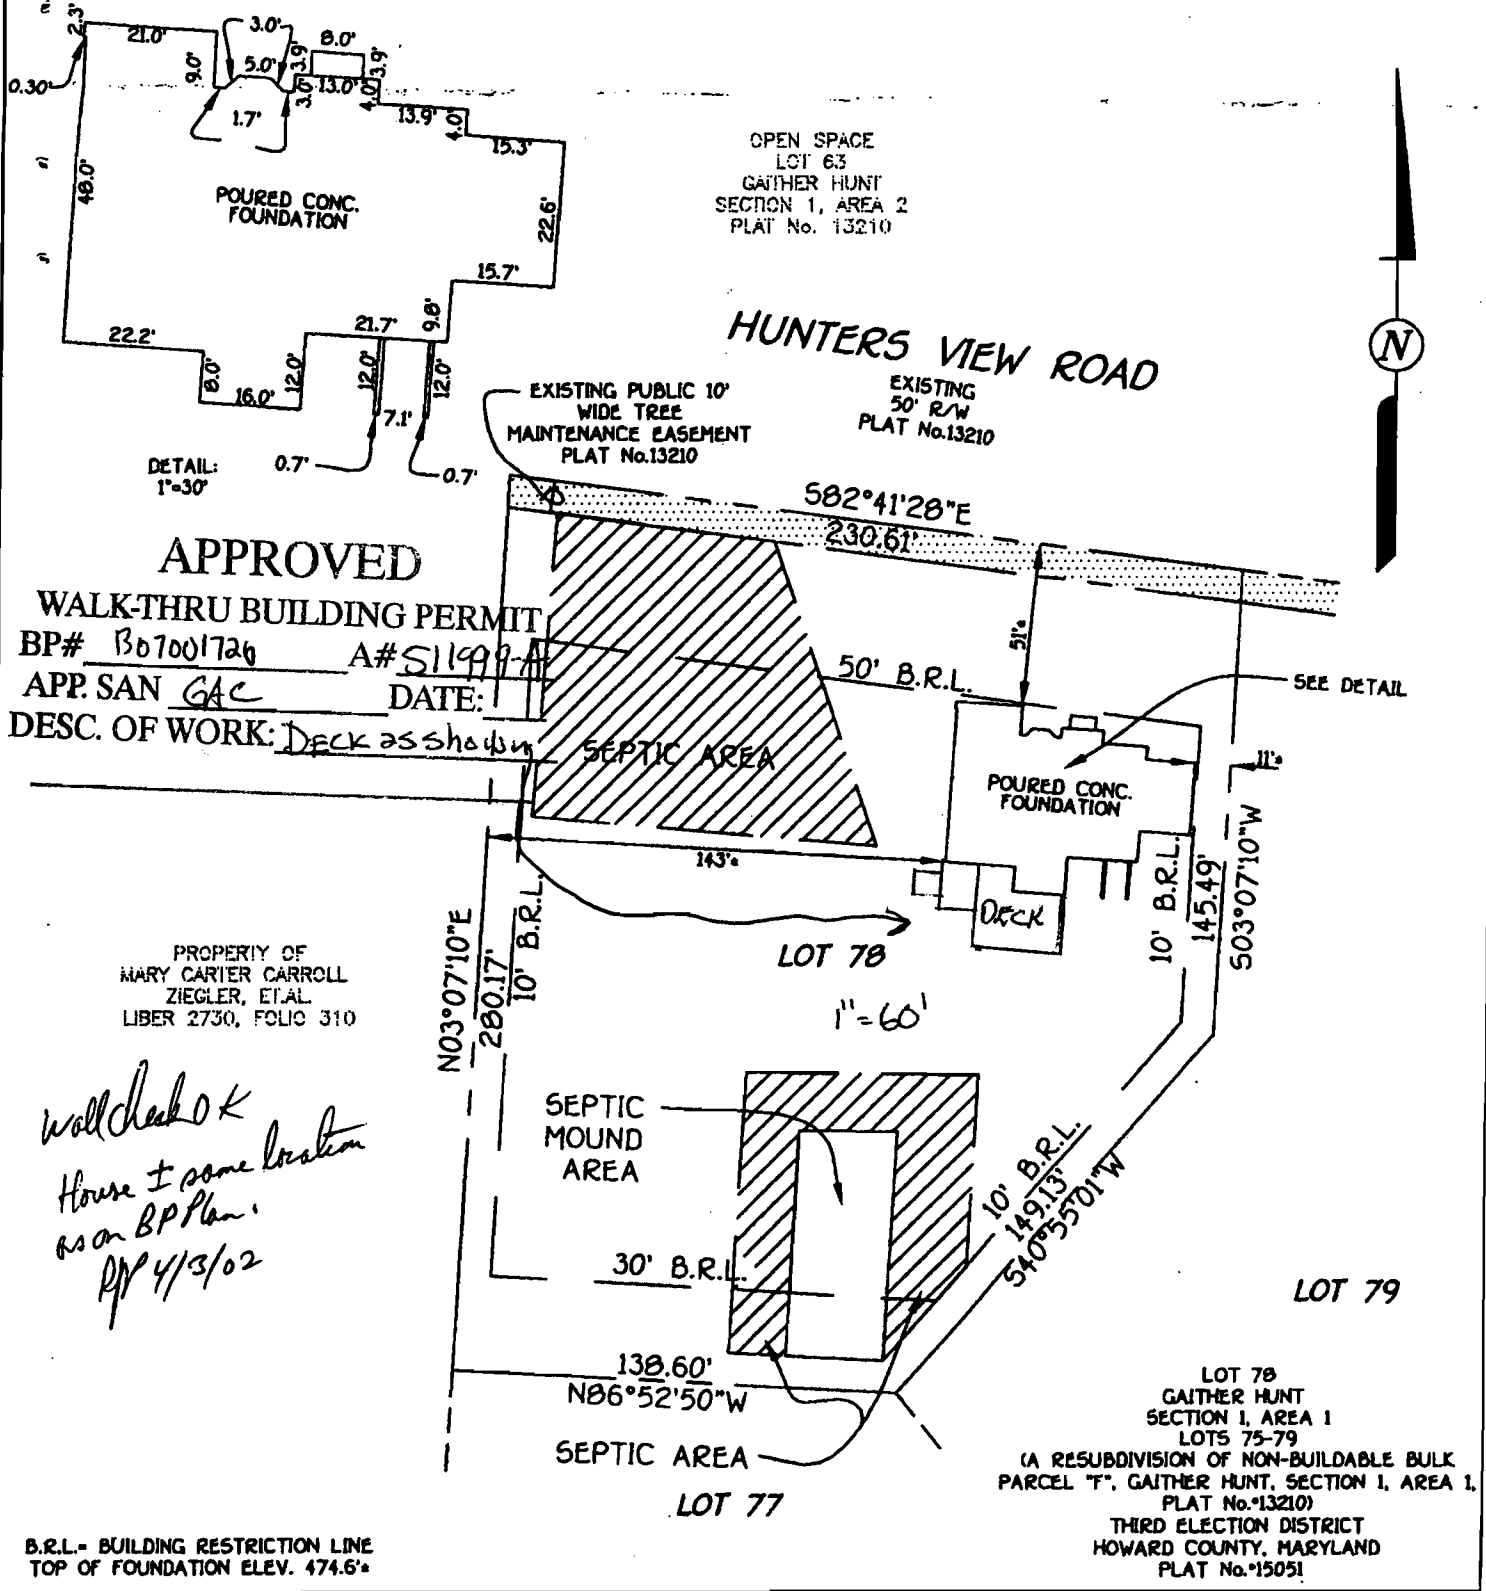 2.3'
21.0'
3.0'
8.0'
9.0'
5.0'
3.9'
3.9'
0.30'
3.0'
13.0'
4.0'
1.7'
13.9'
4.0'
15.3'
48.0'
POURED CONC.
FOUNDATION
22.6'
15.7'
22.2'
21.7'
9.8'
8.0'
12.0'
12.0'
12.0'
16.0'
7.1'
0.7'
0.7'
DETAIL:
1"=30'
OPEN SPACE
LOT 63
GAITHER HUNT
SECTION 1, AREA 2
PLAT No. 13210
N
HUNTERS VIEW ROAD
EXISTING
50' R/W
PLAT No.13210
EXISTING PUBLIC 10'
WIDE TREE
MAINTENANCE EASEMENT
PLAT No.13210
S82°41'28"E
230.61'
APPROVED
WALK-THRU BUILDING PERMIT
BP# B07001726 A# S11999-A
APP. SAN GAC DATE:
DESC. OF WORK: DECK as shown
51'±
50' B.R.L.
SEE DETAIL
SEPTIC AREA
11'±
POURED CONC.
FOUNDATION
143'±
DECK
LOT 78
1"=60'
N03°07'10"E
280.17'
10' B.R.L.
10' B.R.L.
145.49'
S03°07'10"W
PROPERTY OF
MARY CARTER CARROLL
ZIEGLER, ET.AL.
LIBER 2730, FOLIO 310
Wall check OK
House ± same location
as on BP Plan.
4/3/02
SEPTIC
MOUND
AREA
10' B.R.L.
149.13'
S40°55'01"W
30' B.R.L.
138.60'
N86°52'50"W
SEPTIC AREA
LOT 77
LOT 79
LOT 78
GAITHER HUNT
SECTION 1, AREA 1
LOTS 75-79
(A RESUBDIVISION OF NON-BUILDABLE BULK
PARCEL "F", GAITHER HUNT, SECTION 1, AREA 1,
PLAT No.*13210)
THIRD ELECTION DISTRICT
HOWARD COUNTY, MARYLAND
PLAT No.*15051
B.R.L.= BUILDING RESTRICTION LINE
TOP OF FOUNDATION ELEV. 474.6'±